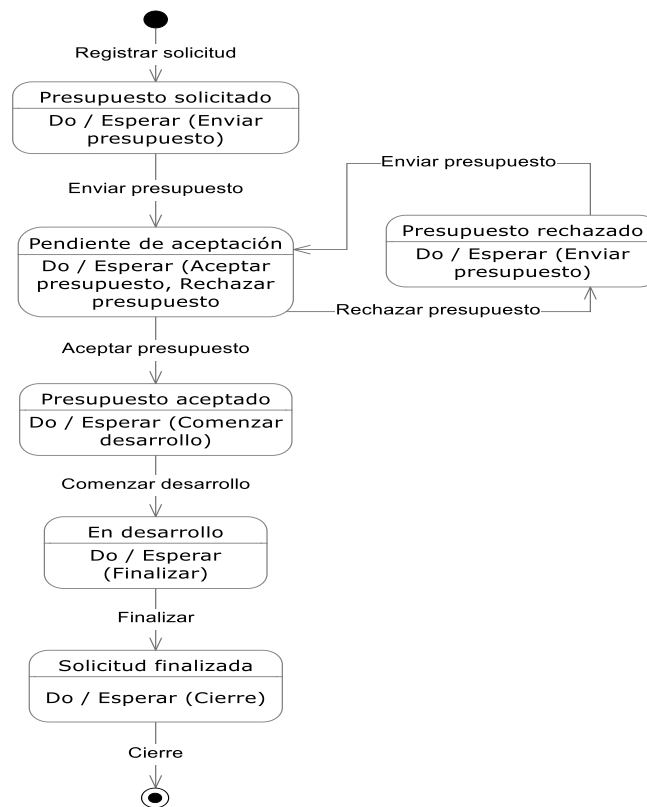 Registrar solicitud
Presupuesto solicitado
Do / Esperar (Enviar
presupuesto)
Enviar presupuesto
Enviar presupuesto
Presupuesto rechazado
Do / Esperar (Enviar
presupuesto)
Pendiente de aceptación
Do / Esperar (Aceptar
presupuesto, Rechazar
presupuesto
Rechazar presupuesto
Aceptar presupuesto
Presupuesto aceptado
Do / Esperar (Comenzar
desarrollo)
Comenzar desarrollo
En desarrollo
Do / Esperar
(Finalizar)
Finalizar
Solicitud finalizada
Do / Esperar (Cierre)
Cierre